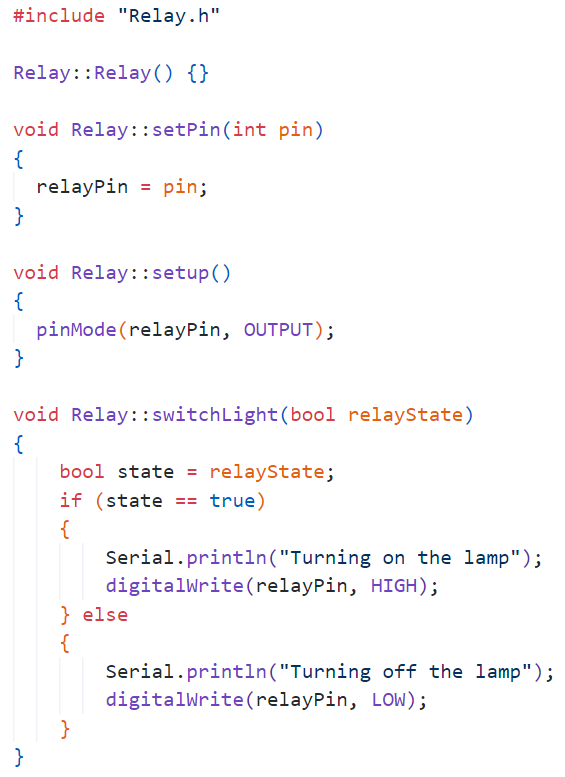 #include "Relay.h"

Relay::Relay() {}

void Relay::setPin(int pin)
{
  relayPin = pin;
}

void Relay::setup()
{
  pinMode(relayPin, OUTPUT);
}

void Relay::switchLight(bool relayState)
{
    bool state = relayState;
    if (state == true)
    {
        Serial.println("Turning on the lamp");
        digitalWrite(relayPin, HIGH);
    } else
    {
        Serial.println("Turning off the lamp");
        digitalWrite(relayPin, LOW);
    }
}